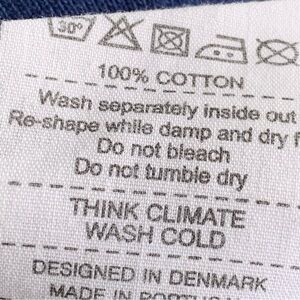 30°
100% COTTON
Wash separately inside out
Re-shape while damp and dry
Do not bleach
Do not tumble dry
THINK CLIMATE
WASH COLD
DESIGNED IN DENMARK
MADE IN